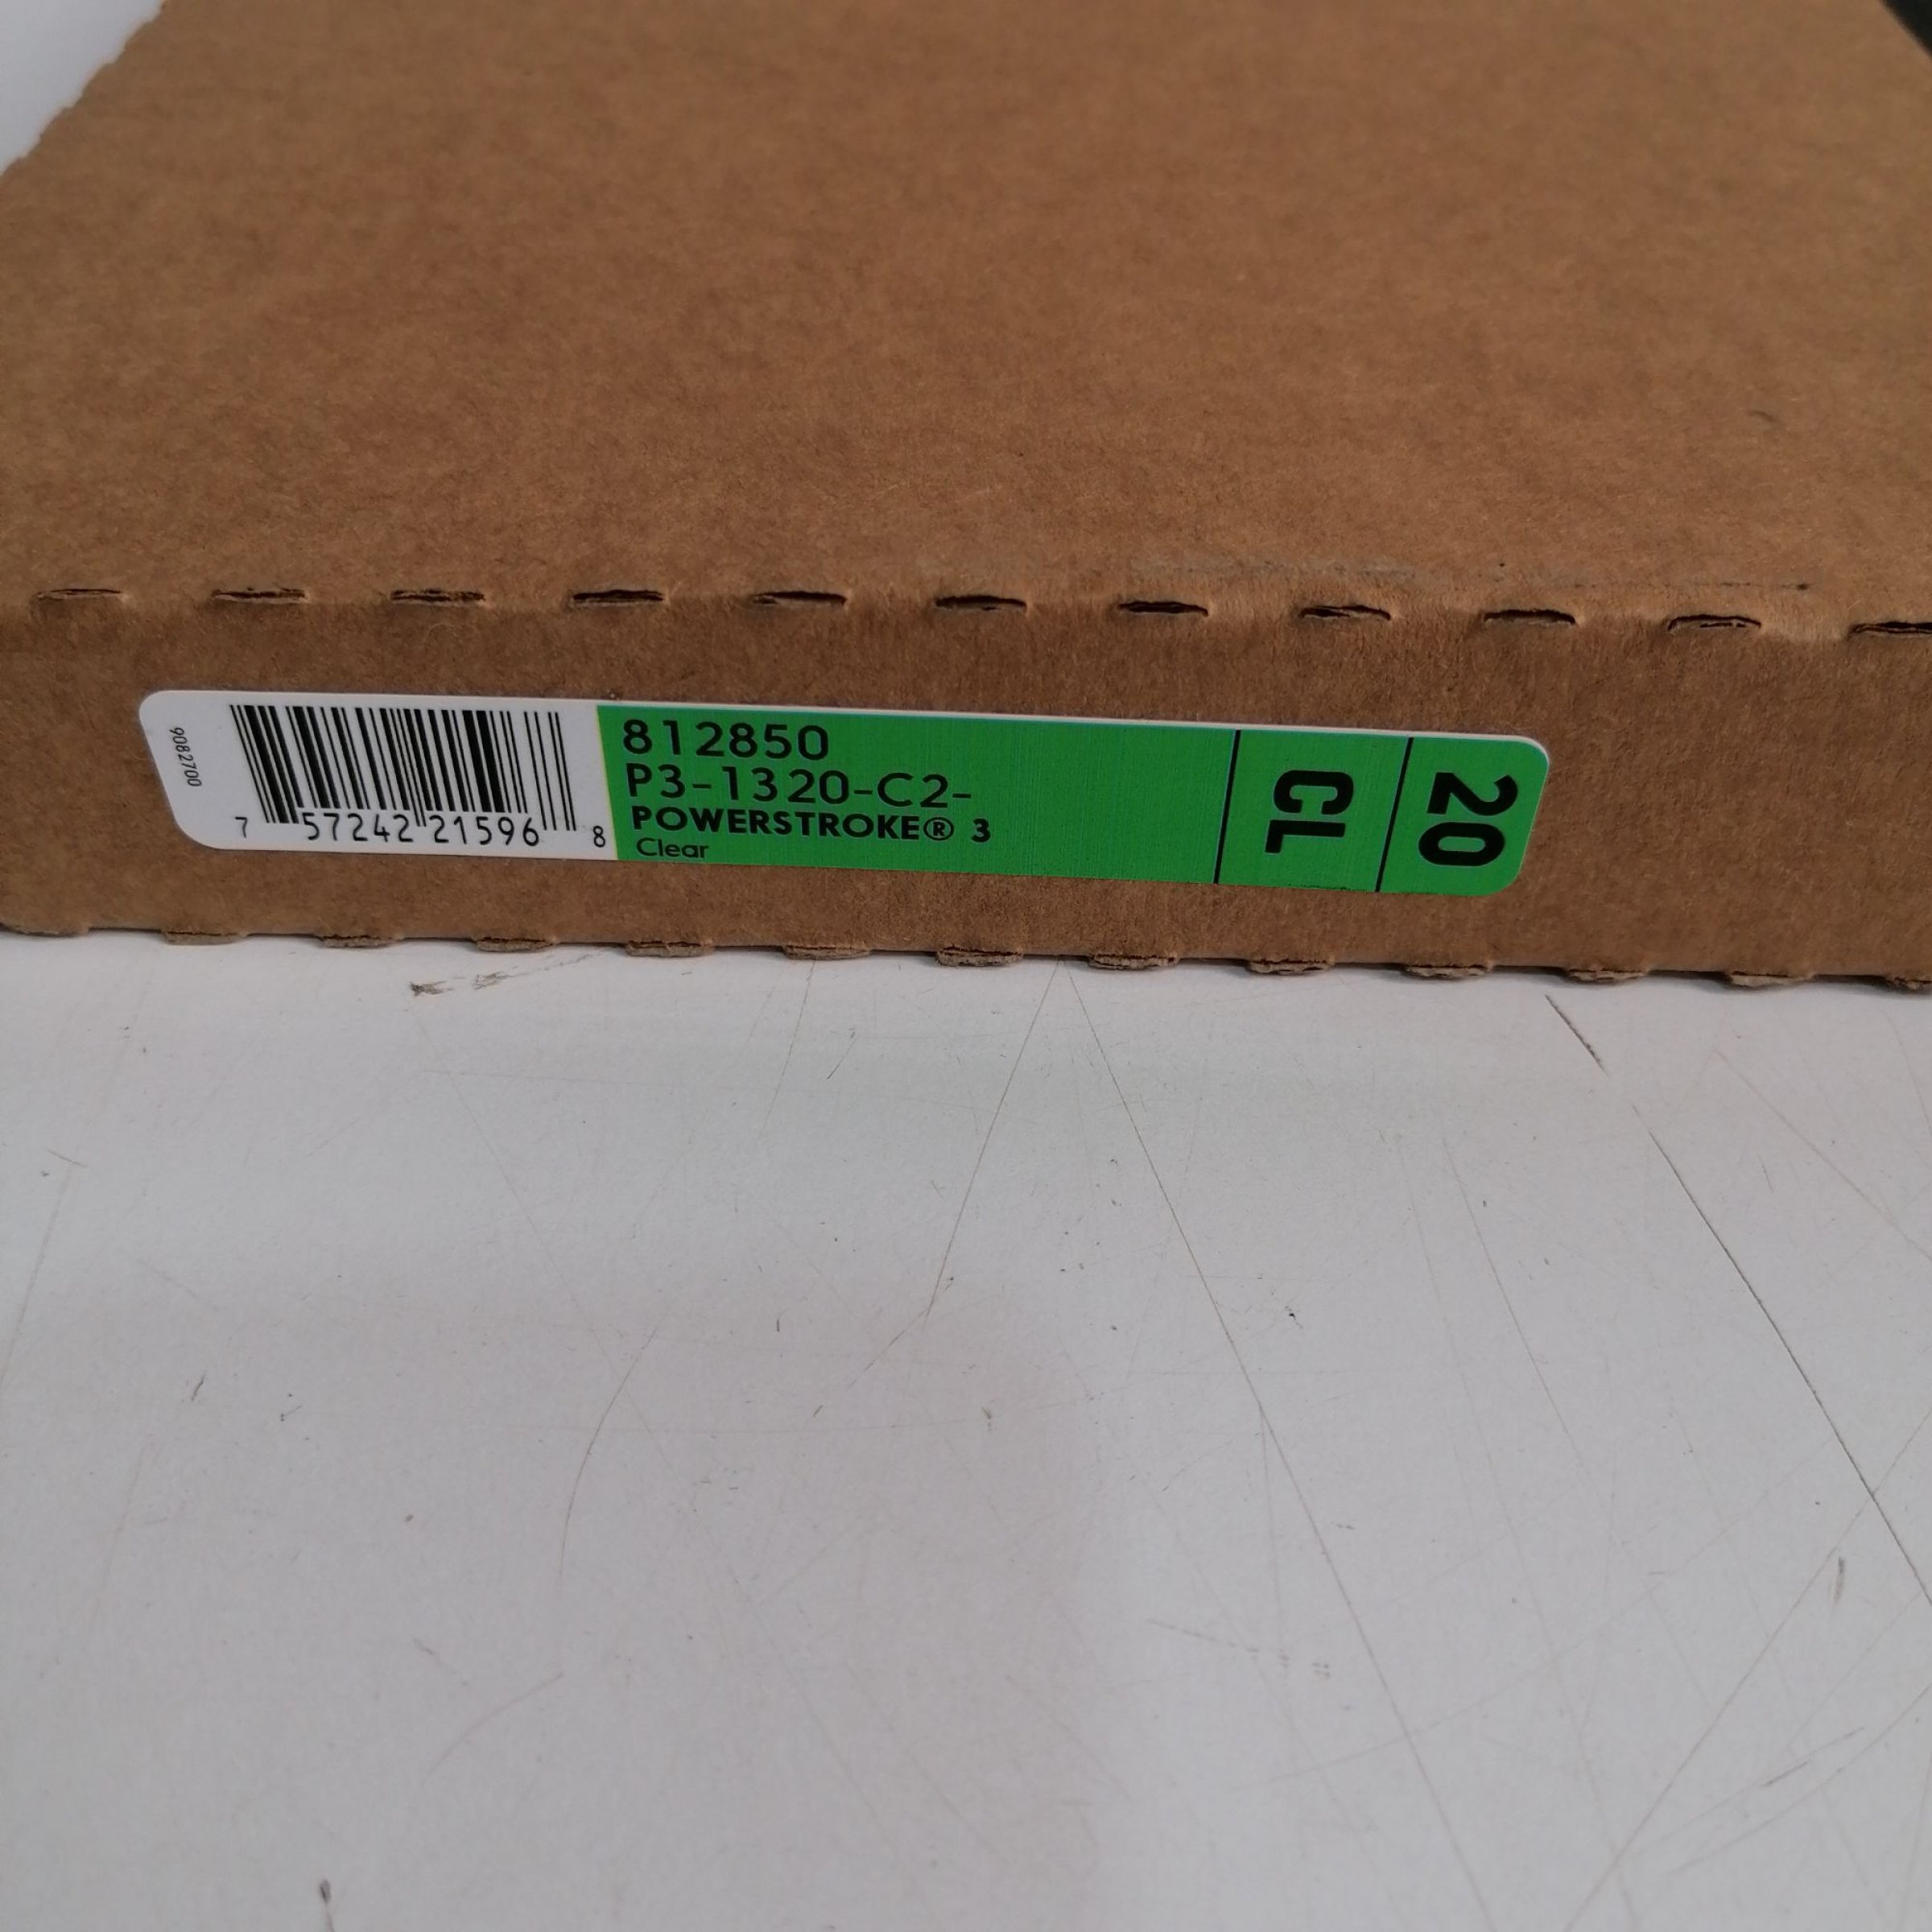 9082700
7 57242 21596 8
812850
P3-1320-C2-
POWERSTROKE® 3
Clear
CL
20